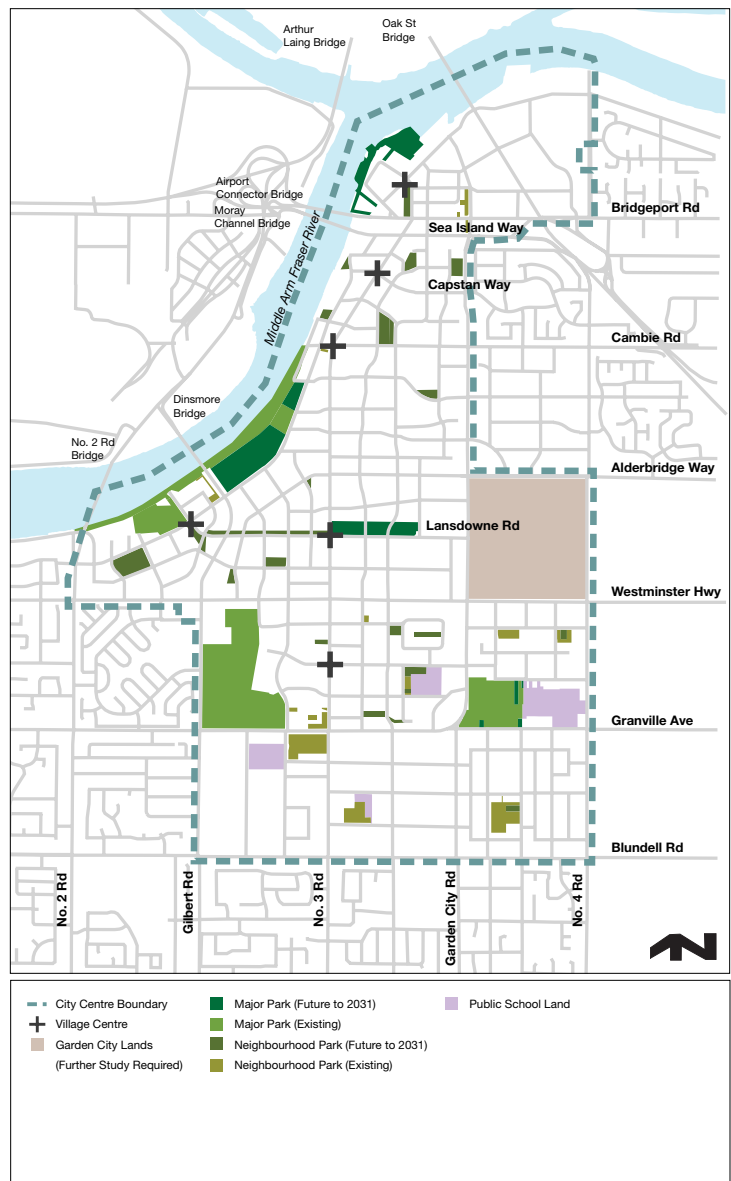 Arthur
Laing Bridge
Oak St
Bridge
Airport
Connector Bridge
Moray
Channel Bridge
Bridgeport Rd
Sea Island Way
Middle Arm Fraser River
Capstan Way
Cambie Rd
Dinsmore
Bridge
No. 2 Rd
Bridge
Alderbridge Way
Lansdowne Rd
Westminster Hwy
Granville Ave
Blundell Rd
No. 2 Rd
Gilbert Rd
No. 3 Rd
Garden City Rd
No. 4 Rd
N
City Centre Boundary
Village Centre
Garden City Lands
(Further Study Required)
Major Park (Future to 2031)
Major Park (Existing)
Neighbourhood Park (Future to 2031)
Neighbourhood Park (Existing)
Public School Land